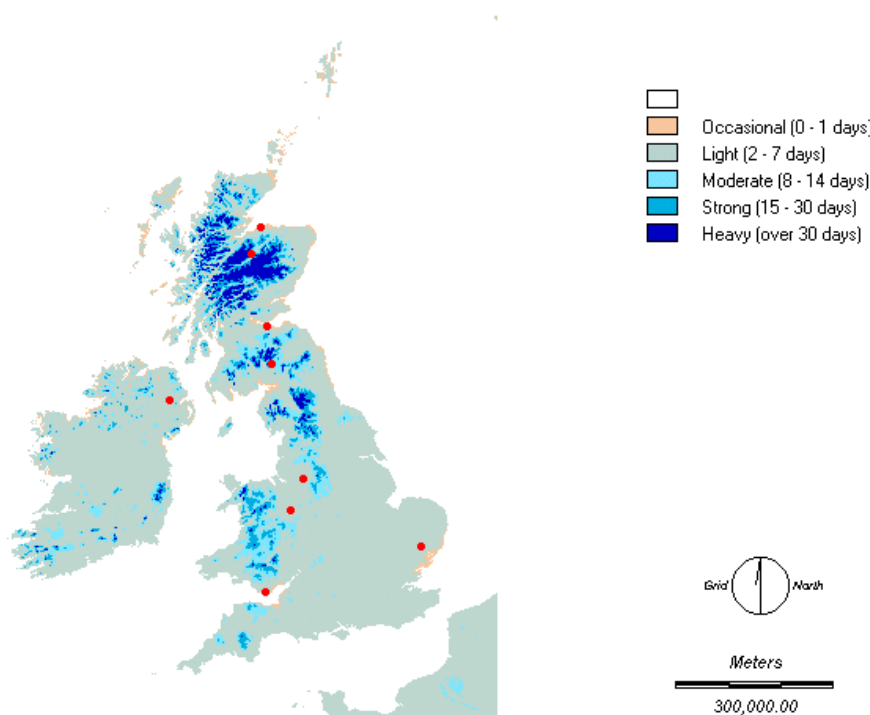 Occasional (0 - 1 days)
Light (2 - 7 days)
Moderate (8 - 14 days)
Strong (15 - 30 days)
Heavy (over 30 days)
Grid North
Meters
300,000.00